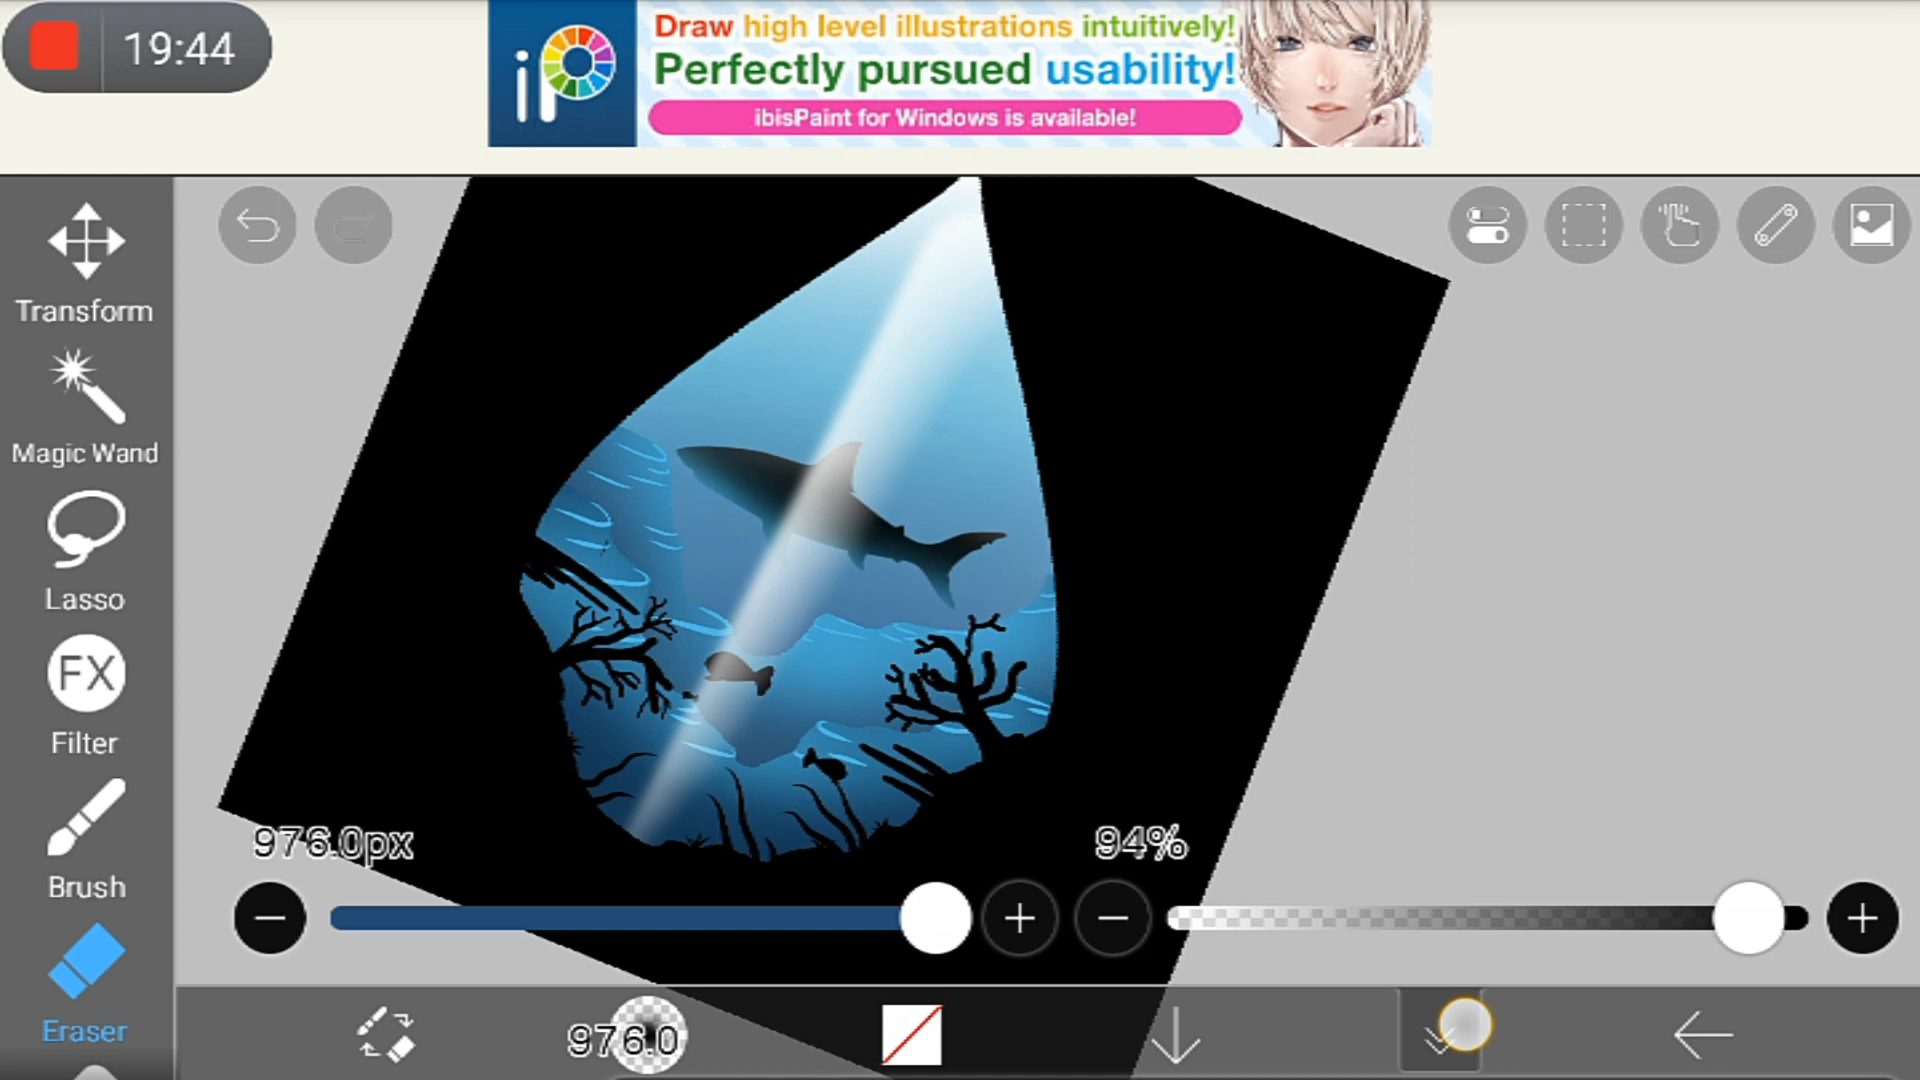 19:44
iP
Draw high level illustrations intuitively!
Perfectly pursued usability!
ibisPaint for Windows is available!
Transform
Magic Wand
Lasso
FX
Filter
Brush
Eraser
976.0px
94%
976.0